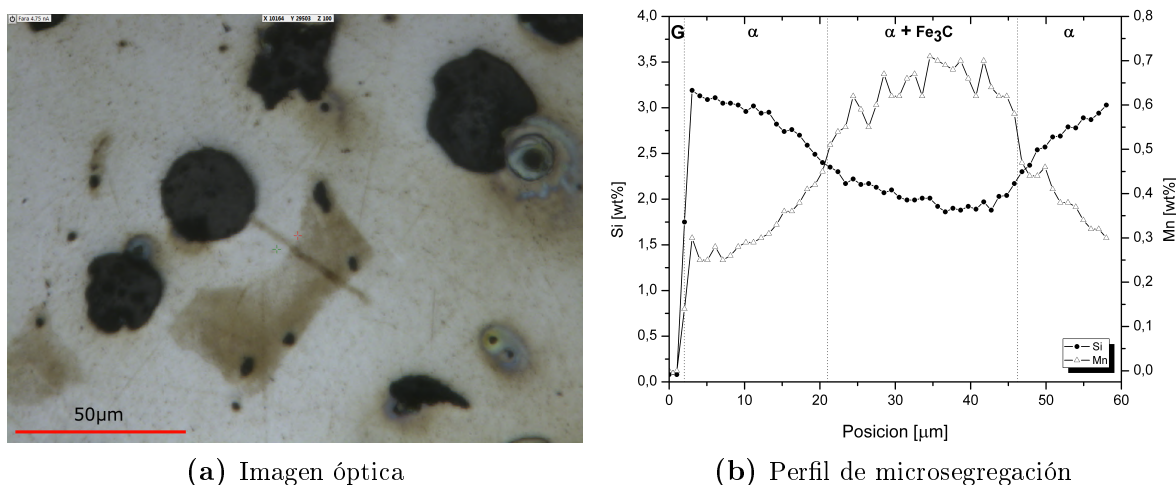 Fara 4.75 nA
X 10164 Y 29503 Z 100
50µm
(a) Imagen óptica
G
α
α + Fe₃C
α
4,0
3,5
3,0
2,5
2,0
1,5
1,0
0,5
0,0
Si [wt%]
0,8
0,7
0,6
0,5
0,4
0,3
0,2
0,1
0,0
Mn [wt%]
Si
Mn
0
10
20
30
40
50
60
Posicion [µm]
(b) Perfil de microsegregación